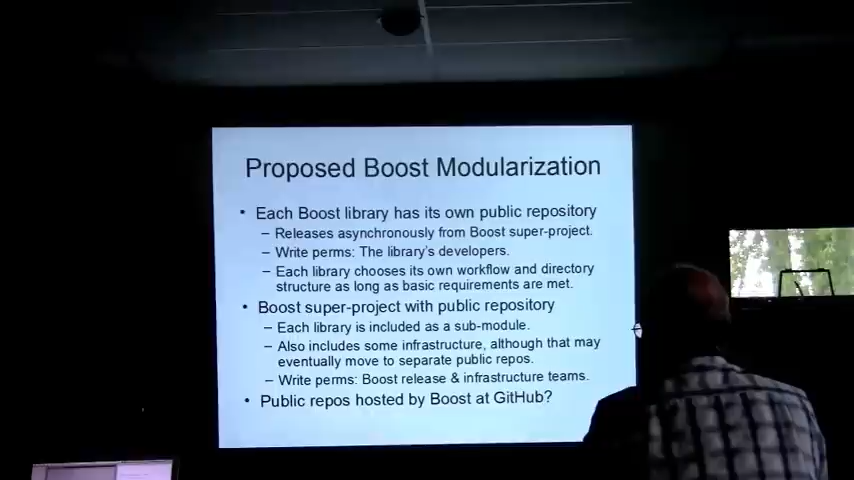 Proposed Boost Modularization
• Each Boost library has its own public repository
– Releases asynchronously from Boost super-project.
– Write perms: The library's developers.
– Each library chooses its own workflow and directory
structure as long as basic requirements are met.
• Boost super-project with public repository
– Each library is included as a sub-module.
– Also includes some infrastructure, although that may
eventually move to separate public repos.
– Write perms: Boost release & infrastructure teams.
• Public repos hosted by Boost at GitHub?